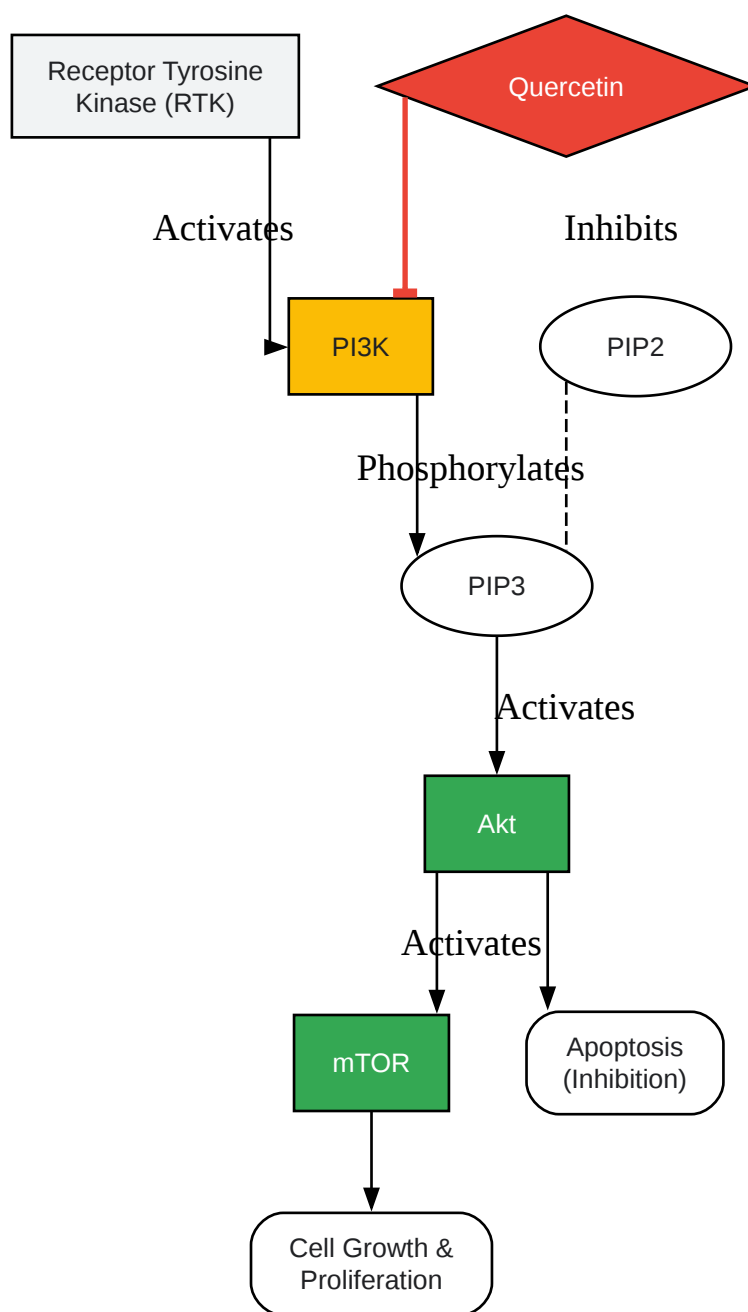 Receptor Tyrosine
Kinase (RTK)
Quercetin
Activates
Inhibits
PI3K
PIP2
Phosphorylates
PIP3
Activates
Akt
Activates
mTOR
Apoptosis
(Inhibition)
Cell Growth &
Proliferation